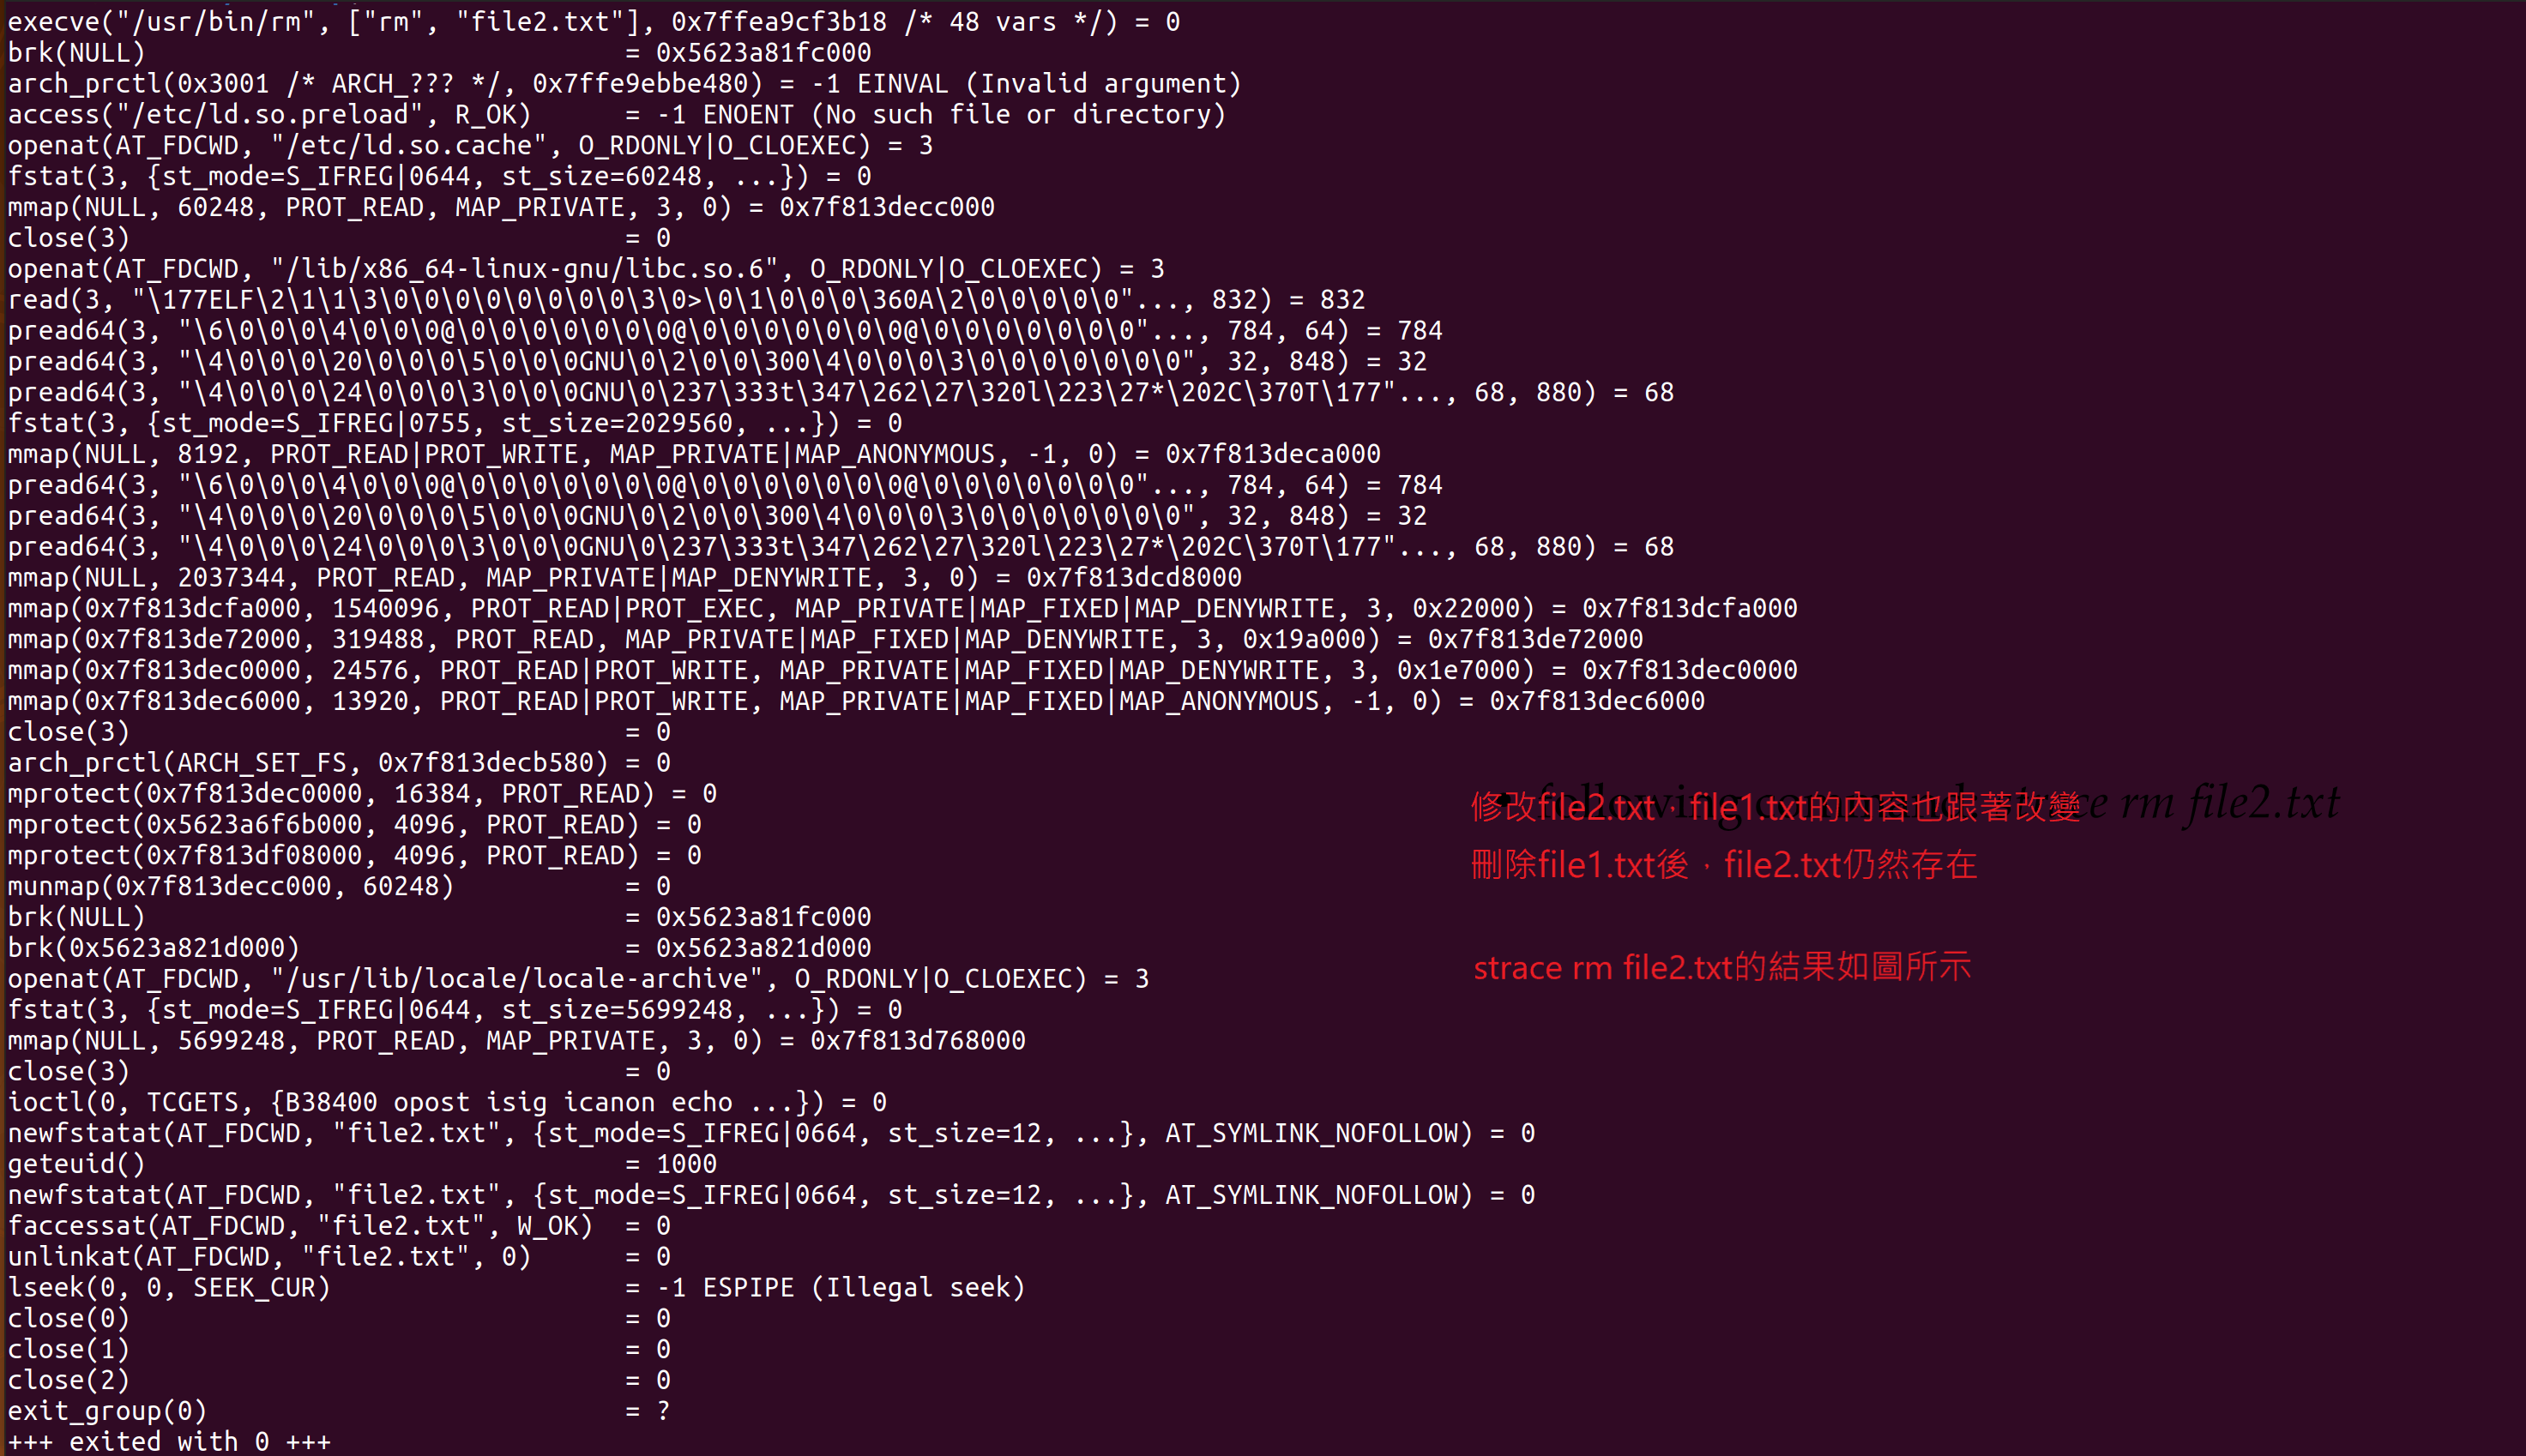 execve("/usr/bin/rm", ["rm", "file2.txt"], 0x7ffea9cf3b18 /* 48 vars */) = 0
brk(NULL)                               = 0x5623a81fc000
arch_prctl(0x3001 /* ARCH_??? */, 0x7ffe9ebbe480) = -1 EINVAL (Invalid argument)
access("/etc/ld.so.preload", R_OK)      = -1 ENOENT (No such file or directory)
openat(AT_FDCWD, "/etc/ld.so.cache", O_RDONLY|O_CLOEXEC) = 3
fstat(3, {st_mode=S_IFREG|0644, st_size=60248, ...}) = 0
mmap(NULL, 60248, PROT_READ, MAP_PRIVATE, 3, 0) = 0x7f813decc000
close(3)                                = 0
openat(AT_FDCWD, "/lib/x86_64-linux-gnu/libc.so.6", O_RDONLY|O_CLOEXEC) = 3
read(3, "\177ELF\2\1\1\3\0\0\0\0\0\0\0\0\3\0>\0\1\0\0\0\360A\2\0\0\0\0\0"..., 832) = 832
pread64(3, "\6\0\0\0\4\0\0\0@\0\0\0\0\0\0\0@\0\0\0\0\0\0\0@\0\0\0\0\0\0\0"..., 784, 64) = 784
pread64(3, "\4\0\0\0\20\0\0\0\5\0\0\0GNU\0\2\0\0\300\4\0\0\0\3\0\0\0\0\0\0\0", 32, 848) = 32
pread64(3, "\4\0\0\0\24\0\0\0\3\0\0\0GNU\0\237\333t\347\262\27\320l\223\27*\202C\370T\177"..., 68, 880) = 68
fstat(3, {st_mode=S_IFREG|0755, st_size=2029560, ...}) = 0
mmap(NULL, 8192, PROT_READ|PROT_WRITE, MAP_PRIVATE|MAP_ANONYMOUS, -1, 0) = 0x7f813deca000
pread64(3, "\6\0\0\0\4\0\0\0@\0\0\0\0\0\0\0@\0\0\0\0\0\0\0@\0\0\0\0\0\0\0"..., 784, 64) = 784
pread64(3, "\4\0\0\0\20\0\0\0\5\0\0\0GNU\0\2\0\0\300\4\0\0\0\3\0\0\0\0\0\0\0", 32, 848) = 32
pread64(3, "\4\0\0\0\24\0\0\0\3\0\0\0GNU\0\237\333t\347\262\27\320l\223\27*\202C\370T\177"..., 68, 880) = 68
mmap(NULL, 2037344, PROT_READ, MAP_PRIVATE|MAP_DENYWRITE, 3, 0) = 0x7f813dcd8000
mmap(0x7f813dcfa000, 1540096, PROT_READ|PROT_EXEC, MAP_PRIVATE|MAP_FIXED|MAP_DENYWRITE, 3, 0x22000) = 0x7f813dcfa000
mmap(0x7f813de72000, 319488, PROT_READ, MAP_PRIVATE|MAP_FIXED|MAP_DENYWRITE, 3, 0x19a000) = 0x7f813de72000
mmap(0x7f813dec0000, 24576, PROT_READ|PROT_WRITE, MAP_PRIVATE|MAP_FIXED|MAP_DENYWRITE, 3, 0x1e7000) = 0x7f813dec0000
mmap(0x7f813dec6000, 13920, PROT_READ|PROT_WRITE, MAP_PRIVATE|MAP_FIXED|MAP_ANONYMOUS, -1, 0) = 0x7f813dec6000
close(3)                                = 0
arch_prctl(ARCH_SET_FS, 0x7f813decb580) = 0
mprotect(0x7f813dec0000, 16384, PROT_READ) = 0
mprotect(0x5623a6f6b000, 4096, PROT_READ) = 0
mprotect(0x7f813df08000, 4096, PROT_READ) = 0
munmap(0x7f813decc000, 60248)           = 0
brk(NULL)                               = 0x5623a81fc000
brk(0x5623a821d000)                     = 0x5623a821d000
openat(AT_FDCWD, "/usr/lib/locale/locale-archive", O_RDONLY|O_CLOEXEC) = 3
fstat(3, {st_mode=S_IFREG|0644, st_size=5699248, ...}) = 0
mmap(NULL, 5699248, PROT_READ, MAP_PRIVATE, 3, 0) = 0x7f813d768000
close(3)                                = 0
ioctl(0, TCGETS, {B38400 opost isig icanon echo ...}) = 0
newfstatat(AT_FDCWD, "file2.txt", {st_mode=S_IFREG|0664, st_size=12, ...}, AT_SYMLINK_NOFOLLOW) = 0
geteuid()                               = 1000
newfstatat(AT_FDCWD, "file2.txt", {st_mode=S_IFREG|0664, st_size=12, ...}, AT_SYMLINK_NOFOLLOW) = 0
faccessat(AT_FDCWD, "file2.txt", W_OK)  = 0
unlinkat(AT_FDCWD, "file2.txt", 0)      = 0
lseek(0, 0, SEEK_CUR)                   = -1 ESPIPE (Illegal seek)
close(0)                                = 0
close(1)                                = 0
close(2)                                = 0
exit_group(0)                           = ?
+++ exited with 0 +++
following rm file2.txt
修改file2.txt，file1.txt的內容也跟著改變
刪除file1.txt後，file2.txt仍然存在
strace rm file2.txt的結果如圖所示